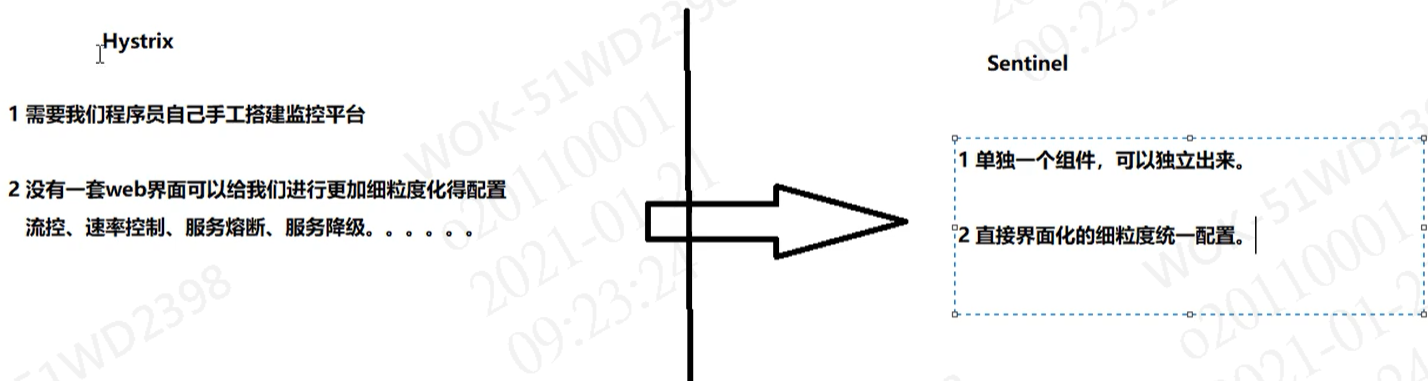 Hystrix
1 需要我们程序员自己手工搭建监控平台
2 没有一套web界面可以给我们进行更加细粒度化得配置
流控、速率控制、服务熔断、服务降级。。。。。。
Sentinel
1 单独一个组件，可以独立出来。
2 直接界面化的细粒度统一配置。
WOK-51WD2398
o20110001
2021-01-21
09:23:24
51WD2398
09:23:2
WOK-51WD2398
o20110001
2021-01-2